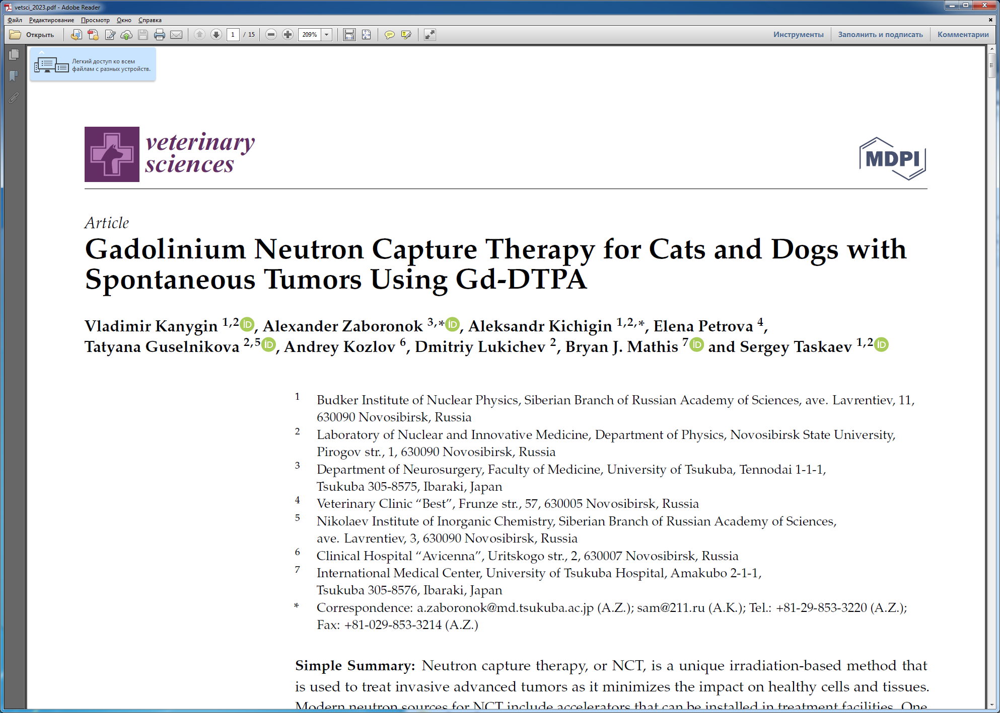 vetsci_2023.pdf - Adobe Reader
Файл Редактирование Просмотр Окно Справка
Открыть 1 / 15 209% Инструменты Заполнить и подписать Комментарии
Легкий доступ ко всем
файлам с разных устройств.
veterinary
sciences
MDPI
Article
Gadolinium Neutron Capture Therapy for Cats and Dogs with
Spontaneous Tumors Using Gd-DTPA
Vladimir Kanygin 1,2 iD, Alexander Zaboronok 3,* iD, Aleksandr Kichigin 1,2,*, Elena Petrova 4,
Tatyana Guselnikova 2,5 iD, Andrey Kozlov 6, Dmitriy Lukichev 2, Bryan J. Mathis 7 iD and Sergey Taskaev 1,2 iD
1 Budker Institute of Nuclear Physics, Siberian Branch of Russian Academy of Sciences, ave. Lavrentiev, 11,
630090 Novosibirsk, Russia
2 Laboratory of Nuclear and Innovative Medicine, Department of Physics, Novosibirsk State University,
Pirogov str., 1, 630090 Novosibirsk, Russia
3 Department of Neurosurgery, Faculty of Medicine, University of Tsukuba, Tennodai 1-1-1,
Tsukuba 305-8575, Ibaraki, Japan
4 Veterinary Clinic “Best”, Frunze str., 57, 630005 Novosibirsk, Russia
5 Nikolaev Institute of Inorganic Chemistry, Siberian Branch of Russian Academy of Sciences,
ave. Lavrentiev, 3, 630090 Novosibirsk, Russia
6 Clinical Hospital “Avicenna”, Uritskogo str., 2, 630007 Novosibirsk, Russia
7 International Medical Center, University of Tsukuba Hospital, Amakubo 2-1-1,
Tsukuba 305-8576, Ibaraki, Japan
* Correspondence: a.zaboronok@md.tsukuba.ac.jp (A.Z.); sam@211.ru (A.K.); Tel.: +81-29-853-3220 (A.Z.);
Fax: +81-029-853-3214 (A.Z.)
Simple Summary: Neutron capture therapy, or NCT, is a unique irradiation-based method that
is used to treat invasive advanced tumors as it minimizes the impact on healthy cells and tissues.
Modern neutron sources for NCT include accelerators that can be installed in treatment facilities. One